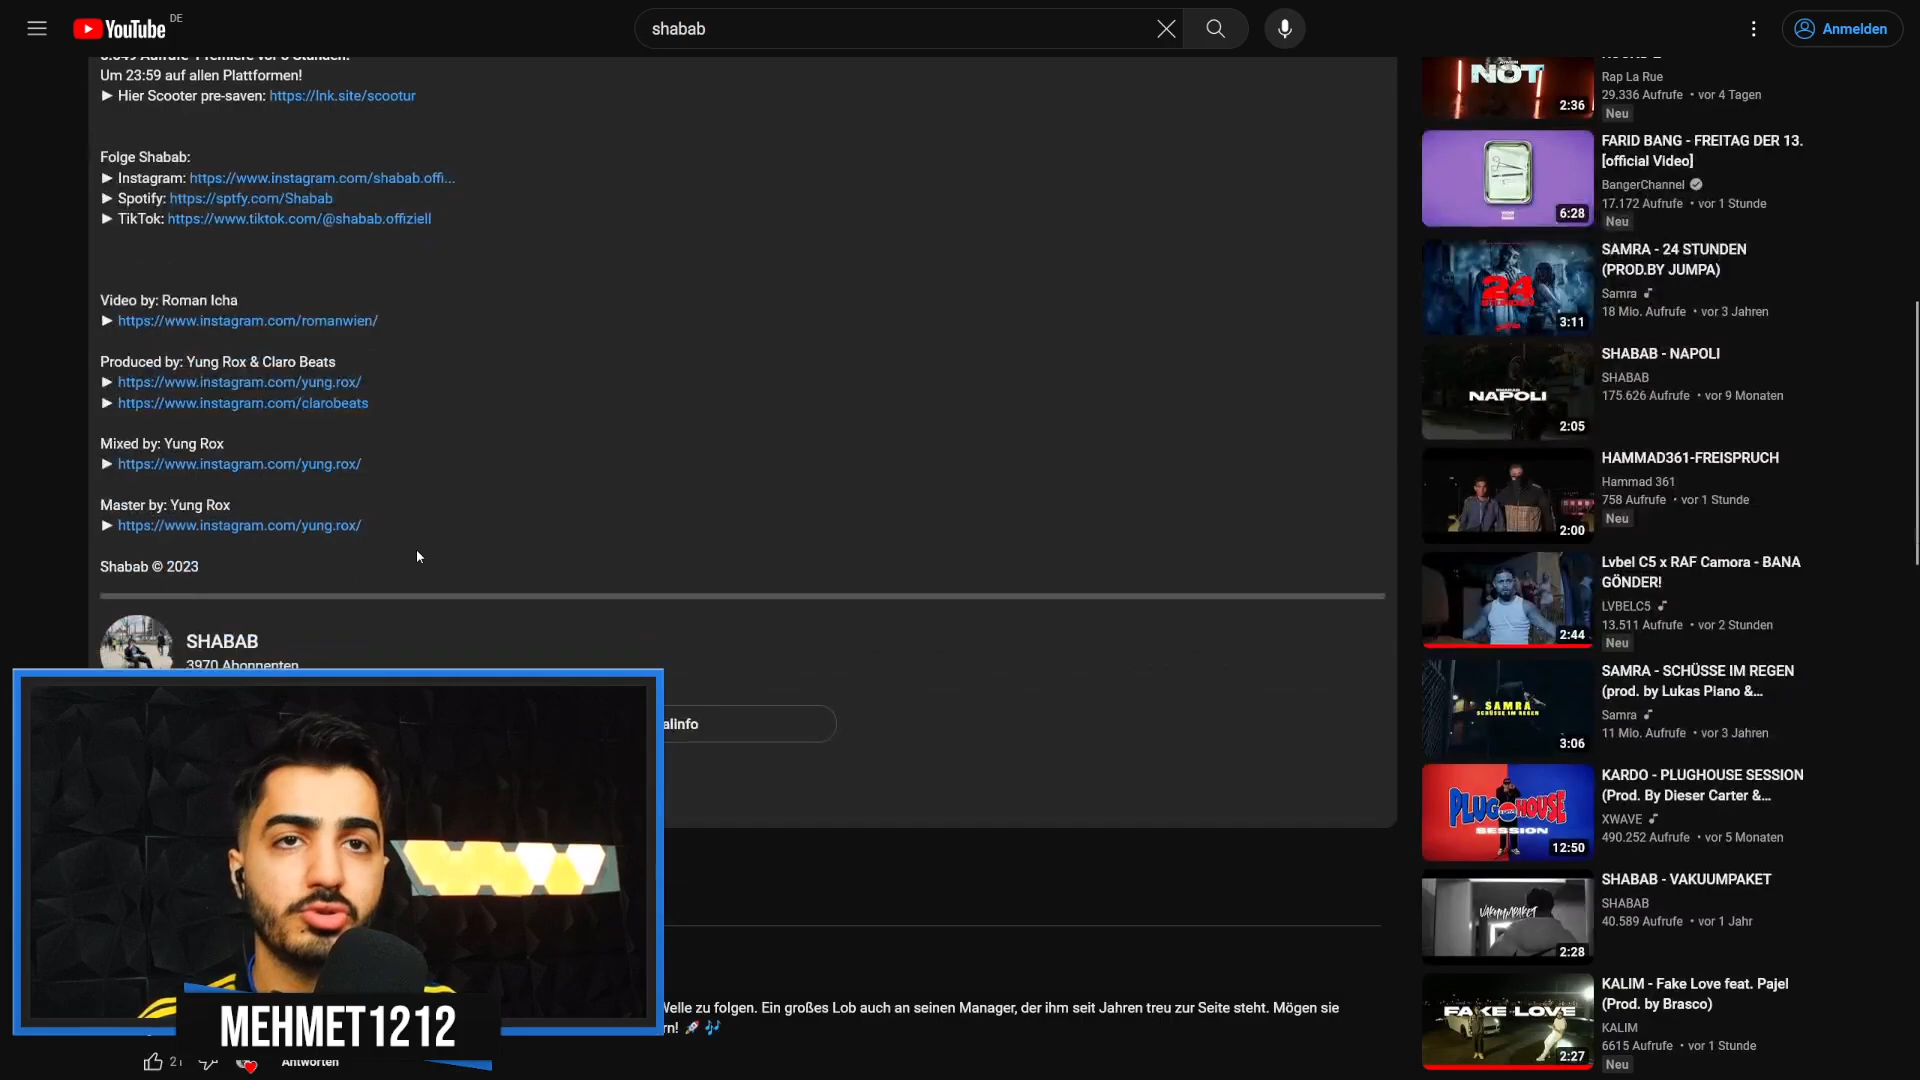 YouTube DE
shabab
Anmelden
Um 23:59 auf allen Plattformen!
► Hier Scooter pre-saven: https://lnk.site/scootur
Folge Shabab:
► Instagram: https://www.instagram.com/shabab.offi...
► Spotify: https://sptfy.com/Shabab
► TikTok: https://www.tiktok.com/@shabab.offiziell
Video by: Roman Icha
► https://www.instagram.com/romanwien/
Produced by: Yung Rox & Claro Beats
► https://www.instagram.com/yung.rox/
► https://www.instagram.com/clarobeats
Mixed by: Yung Rox
► https://www.instagram.com/yung.rox/
Master by: Yung Rox
► https://www.instagram.com/yung.rox/
Shabab © 2023
SHABAB
3970 Abonnenten
alinfo
Welle zu folgen. Ein großes Lob auch an seinen Manager, der ihm seit Jahren treu zur Seite steht. Mögen sie
rn! 🚀 🎶
MEHMET1212
21
Antworten
NOT
2:36
Rap La Rue
29.336 Aufrufe • vor 4 Tagen
Neu
6:28
FARID BANG - FREITAG DER 13.
[official Video]
BangerChannel
17.172 Aufrufe • vor 1 Stunde
Neu
24
STUNDEN
3:11
SAMRA - 24 STUNDEN
(PROD.BY JUMPA)
Samra
18 Mio. Aufrufe • vor 3 Jahren
SHABAB
NAPOLI
2:05
SHABAB - NAPOLI
SHABAB
175.626 Aufrufe • vor 9 Monaten
2:00
HAMMAD361-FREISPRUCH
Hammad 361
758 Aufrufe • vor 1 Stunde
Neu
2:44
Lvbel C5 x RAF Camora - BANA
GÖNDER!
LVBELC5
13.511 Aufrufe • vor 2 Stunden
Neu
SAMRA
SCHÜSSE IM REGEN
3:06
SAMRA - SCHÜSSE IM REGEN
(prod. by Lukas Piano &...
Samra
11 Mio. Aufrufe • vor 3 Jahren
PLUGHOUSE
SESSION
12:50
KARDO - PLUGHOUSE SESSION
(Prod. By Dieser Carter &...
XWAVE
490.252 Aufrufe • vor 5 Monaten
VAKUUMPAKET
2:28
SHABAB - VAKUUMPAKET
SHABAB
40.589 Aufrufe • vor 1 Jahr
FAKE LOVE
2:27
KALIM - Fake Love feat. Pajel
(Prod. by Brasco)
KALIM
6615 Aufrufe • vor 1 Stunde
Neu